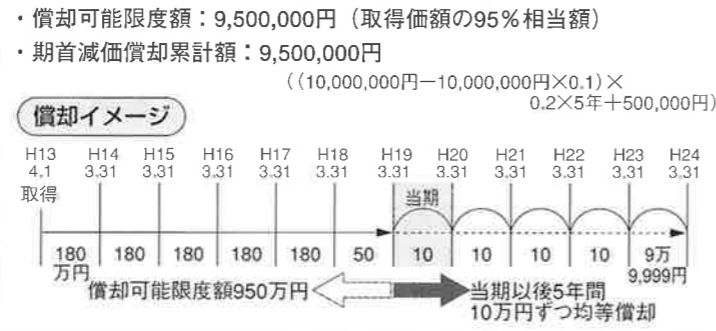 ・償却可能限度額：9,500,000円（取得価額の95％相当額）
・期首減価償却累計額：9,500,000円
（（10,000,000円－10,000,000円×0.1）×
0.2×5年＋500,000円）
償却イメージ
H13 H14 H15 H16 H17 H18 H19 H20 H21 H22 H23 H24
4.1 3.31 3.31 3.31 3.31 3.31 3.31 3.31 3.31 3.31 3.31 3.31
取得 当期
180 180 180 180 180 50 10 10 10 10 9万
万円 9,999円
償却可能限度額950万円 当期以後5年間
10万円ずつ均等償却